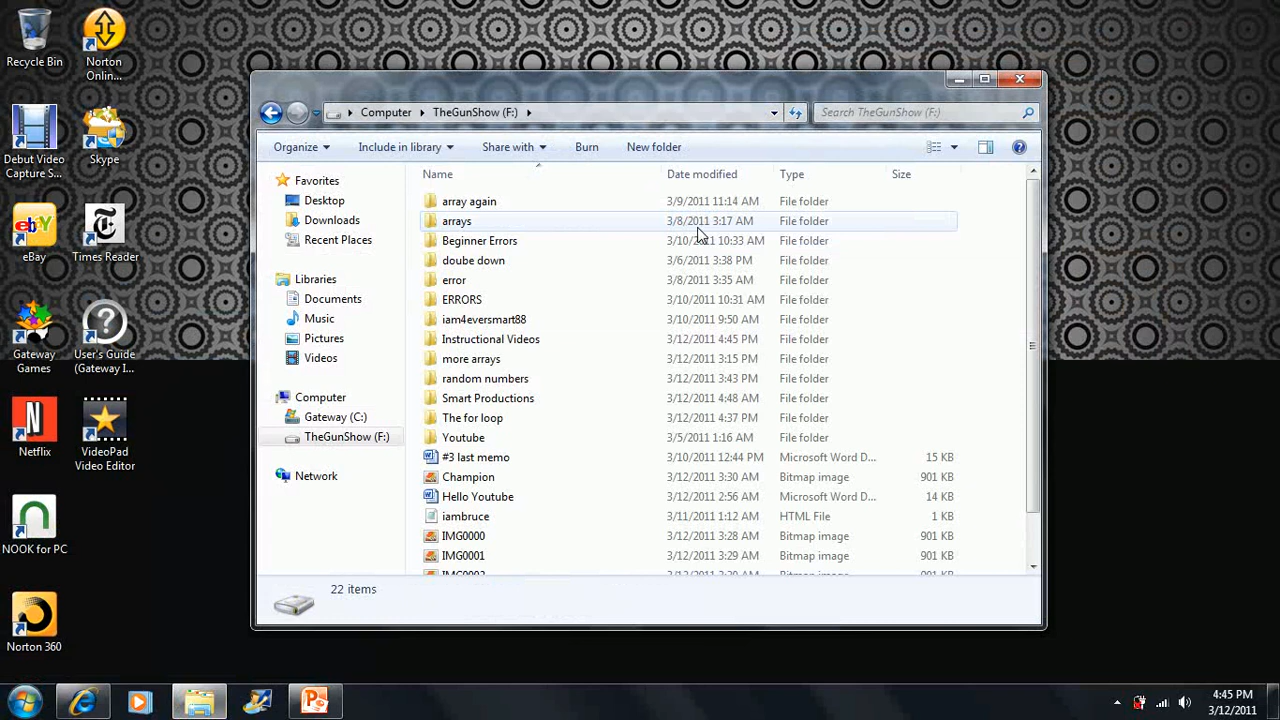 Recycle Bin
Norton
Onlin...
Debut Video
Capture S...
Skype
eBay
Times Reader
Gateway
Games
User's Guide
(Gateway I...
Netflix
VideoPad
Video Editor
NOOK for PC
Norton 360
Computer TheGunShow (F:)
Search TheGunShow (F:)
Organize Include in library Share with Burn New folder
Favorites
Desktop
Downloads
Recent Places
Libraries
Documents
Music
Pictures
Videos
Computer
Gateway (C:)
TheGunShow (F:)
Network
Name Date modified Type Size
array again 3/9/2011 11:14 AM File folder
arrays 3/8/2011 3:17 AM File folder
Beginner Errors 3/10/2011 10:33 AM File folder
doube down 3/6/2011 3:38 PM File folder
error 3/8/2011 3:35 AM File folder
ERRORS 3/10/2011 10:31 AM File folder
iam4eversmart88 3/10/2011 9:50 AM File folder
Instructional Videos 3/12/2011 4:45 PM File folder
more arrays 3/12/2011 3:15 PM File folder
random numbers 3/12/2011 3:43 PM File folder
Smart Productions 3/12/2011 4:48 AM File folder
The for loop 3/12/2011 4:37 PM File folder
Youtube 3/5/2011 1:16 AM File folder
#3 last memo 3/10/2011 12:44 PM Microsoft Word D... 15 KB
Champion 3/12/2011 3:30 AM Bitmap image 901 KB
Hello Youtube 3/12/2011 2:56 AM Microsoft Word D... 14 KB
iambruce 3/11/2011 1:12 AM HTML File 1 KB
IMG0000 3/12/2011 3:28 AM Bitmap image 901 KB
IMG0001 3/12/2011 3:29 AM Bitmap image 901 KB
22 items
4:45 PM
3/12/2011